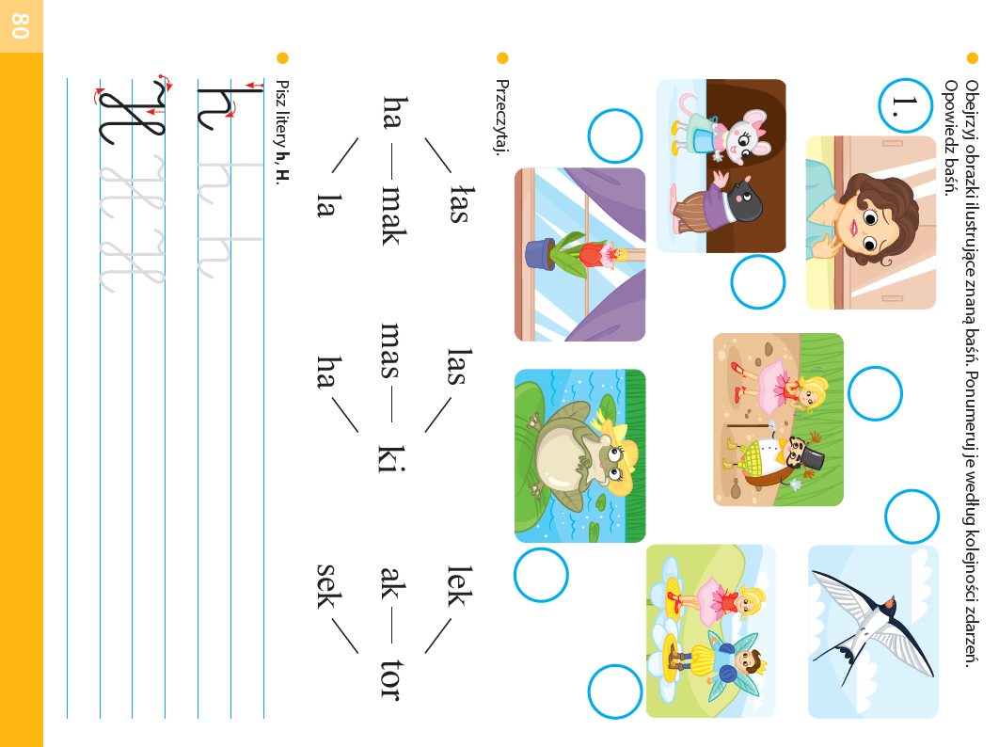 Obejrzyj obrazki ilustrujące znaną baśń. Ponumeruj je według kolejności zdarzeń.
Opowiedz baśń.
1.
Przeczytaj.
łas las lek
ha mak mas ki ak tor
la ha sek
Pisz litery h, H.
h h h
H H H
80